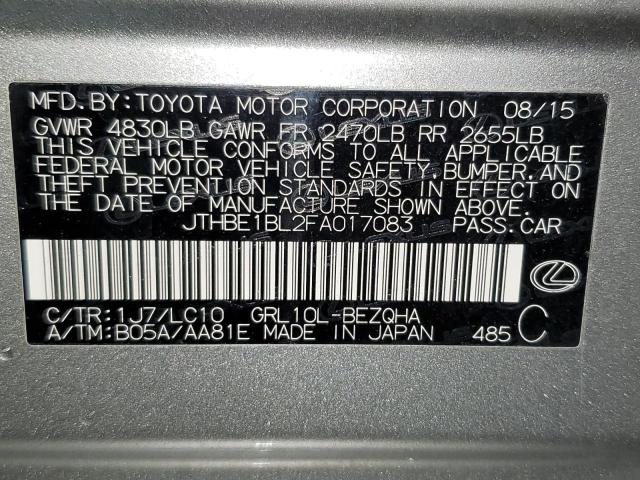 MFD.BY:TOYOTA MOTOR CORPORATION 08/15
GVWR 4830LB GAWR FR 2470LB RR 2655LB
THIS VEHICLE CONFORMS TO ALL APPLICABLE
FEDERAL MOTOR VEHICLE SAFETY,BUMPER,AND
THEFT PREVENTION STANDARDS IN EFFECT ON
THE DATE OF MANUFACTURE SHOWN ABOVE.
JTHBE1BL2FA017083 PASS.CAR
C/TR:1J7/LC10 GRL10L-BEZQHA
A/TM:B05A/AA81E MADE IN JAPAN 485 C